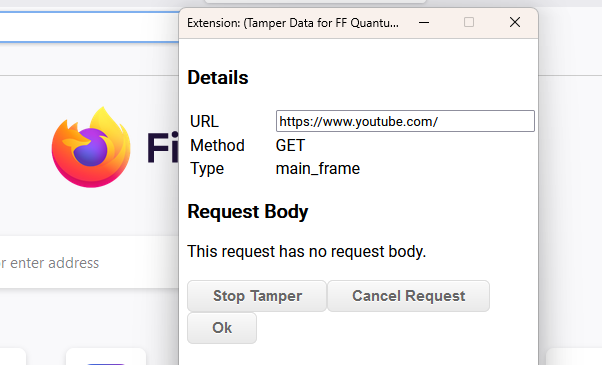 Extension: (Tamper Data for FF Quantu...
Details
URL https://www.youtube.com/
Method GET
Type main_frame
Request Body
This request has no request body.
Stop Tamper Cancel Request
Ok
Fi
r enter address